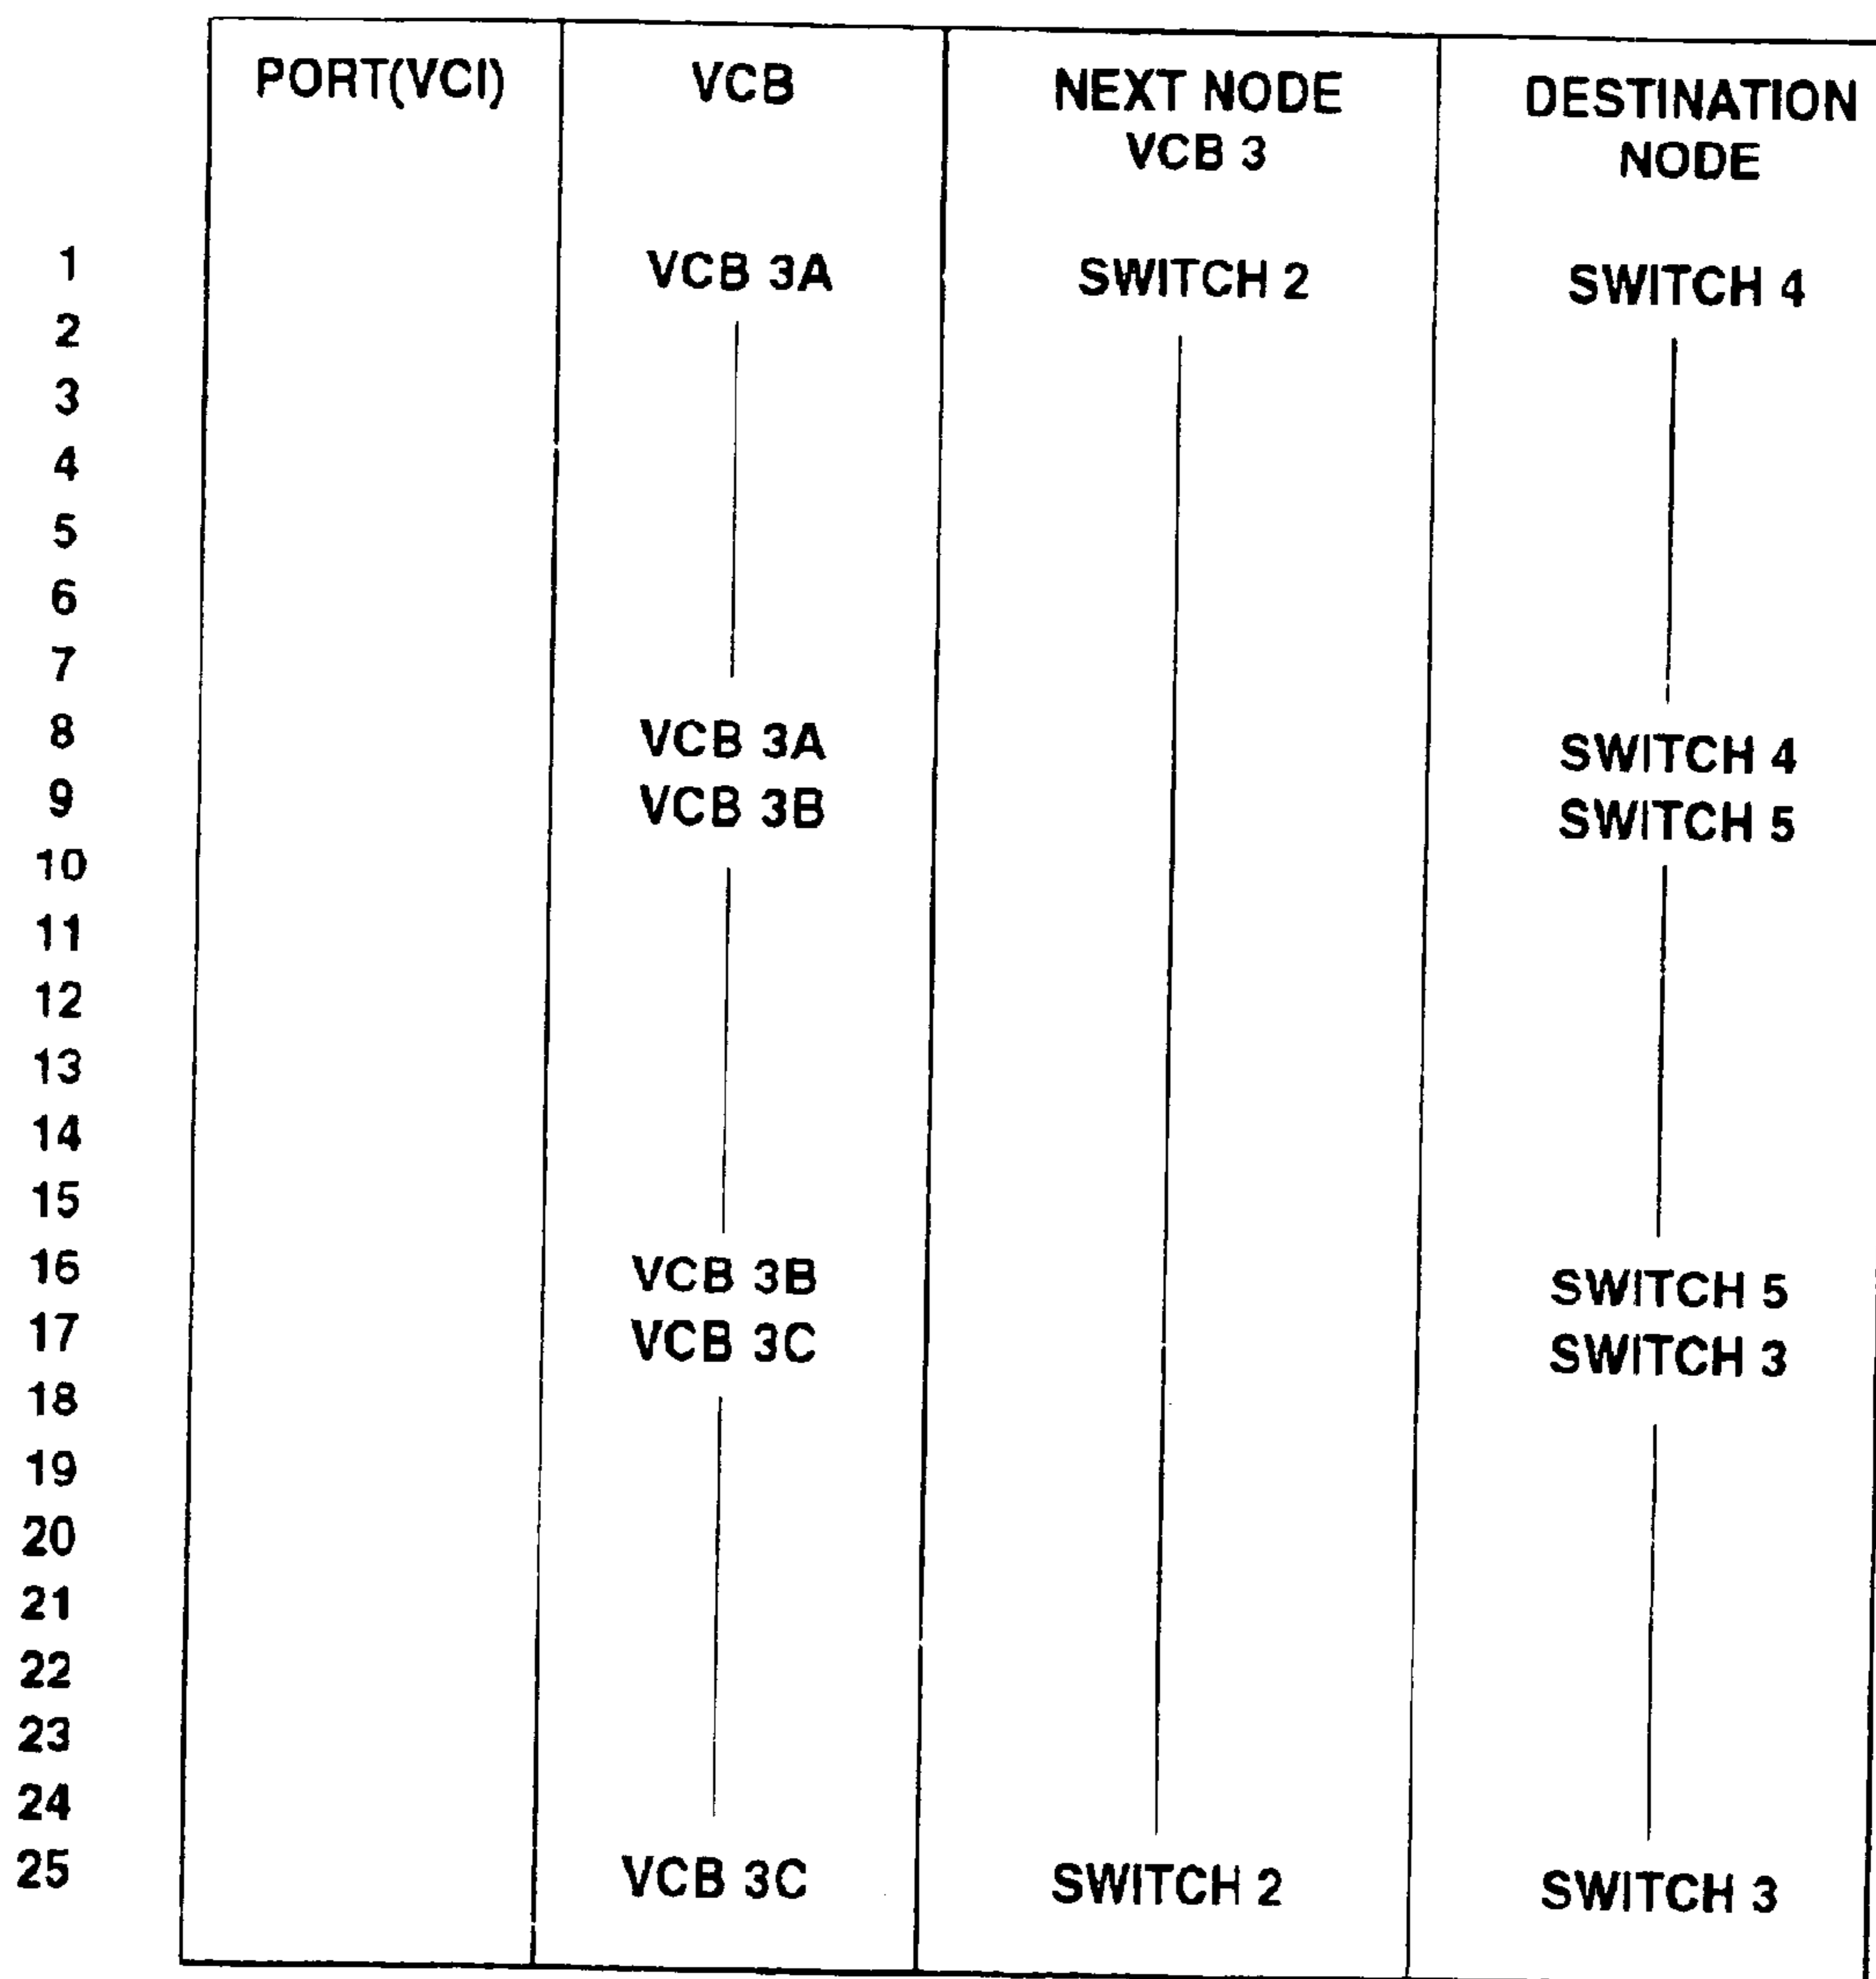 PORT(VCI) VCB NEXT NODE DESTINATION
VCB 3 NODE
1 VCB 3A SWITCH 2 SWITCH 4
2
3
4
5
6
7
8 VCB 3A SWITCH 4
9 VCB 3B SWITCH 5
10
11
12
13
14
15
16 VCB 3B SWITCH 5
17 VCB 3C SWITCH 3
18
19
20
21
22
23
24
25 VCB 3C SWITCH 2 SWITCH 3